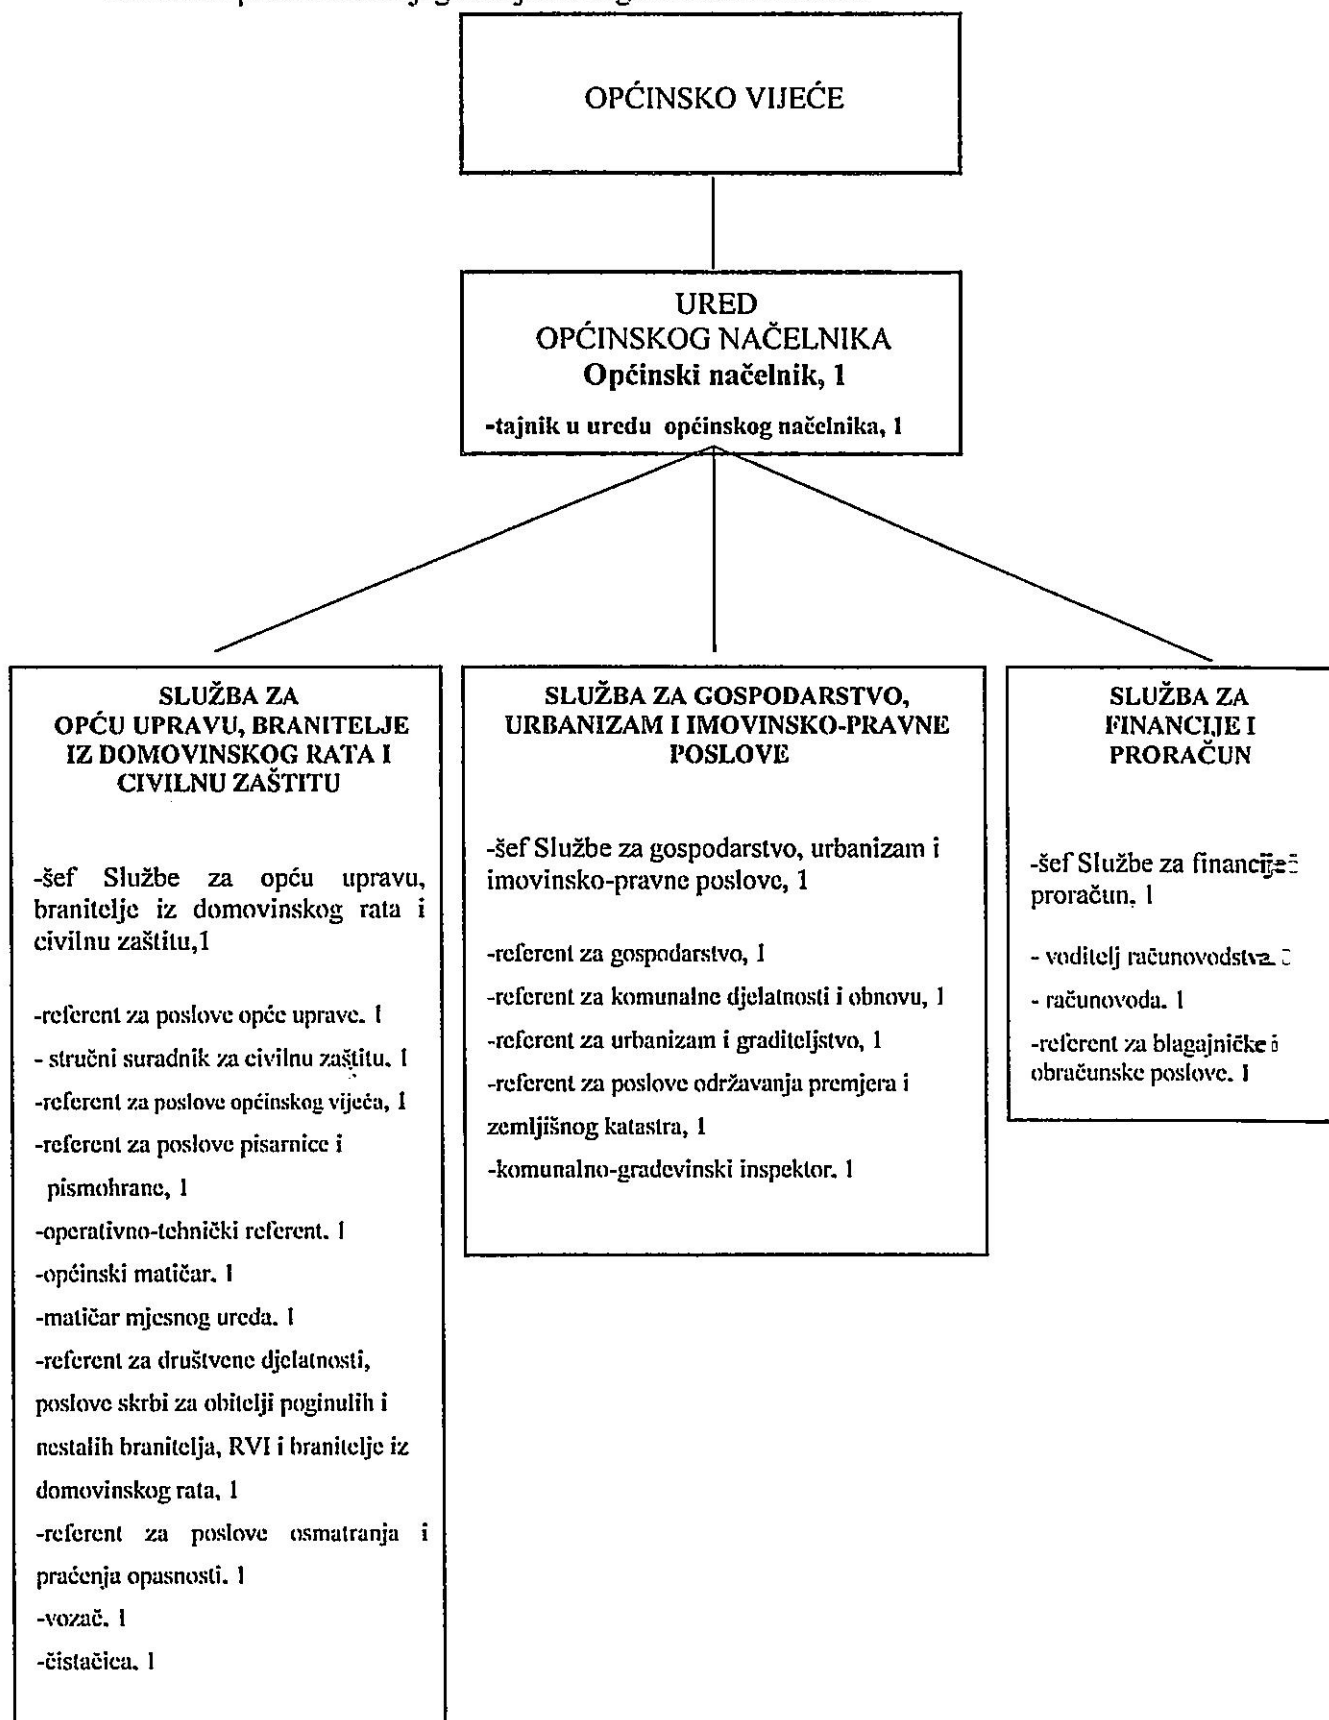 OPĆINSKO VIJEĆE
URED
OPĆINSKOG NAČELNIKA
Općinski načelnik, 1
-tajnik u uredu općinskog načelnika, 1
SLUŽBA ZA
OPĆU UPRAVU, BRANITELJE
IZ DOMOVINSKOG RATA I
CIVILNU ZAŠTITU
-šef Službe za opću upravu,
branitelje iz domovinskog rata i
civilnu zaštitu,1
-referent za poslove opće uprave. 1
- stručni suradnik za civilnu zaštitu. 1
-referent za poslove općinskog vijeća, 1
-referent za poslove pisarnice i
pismohrane, 1
-operativno-tehnički referent. 1
-općinski matičar. 1
-matičar mjesnog ureda. 1
-referent za društvene djelatnosti,
poslove skrbi za obitelji poginulih i
nestalih branitelja, RVI i branitelje iz
domovinskog rata, 1
-referent za poslove osmatranja i
praćenja opasnosti. 1
-vozač. 1
-čistačica. 1
SLUŽBA ZA GOSPODARSTVO,
URBANIZAM I IMOVINSKO-PRAVNE
POSLOVE
-šef Službe za gospodarstvo, urbanizam i
imovinsko-pravne poslove, 1
-referent za gospodarstvo, 1
-referent za komunalne djelatnosti i obnovu, 1
-referent za urbanizam i graditeljstvo, 1
-referent za poslove održavanja premjera i
zemljišnog katastra, 1
-komunalno-građevinski inspektor. 1
SLUŽBA ZA
FINANCIJE I
PRORAČUN
-šef Službe za financije
proračun. 1
- voditelj računovodstva.
- računovođa. 1
-referent za blagajničke i
obračunske poslove. 1